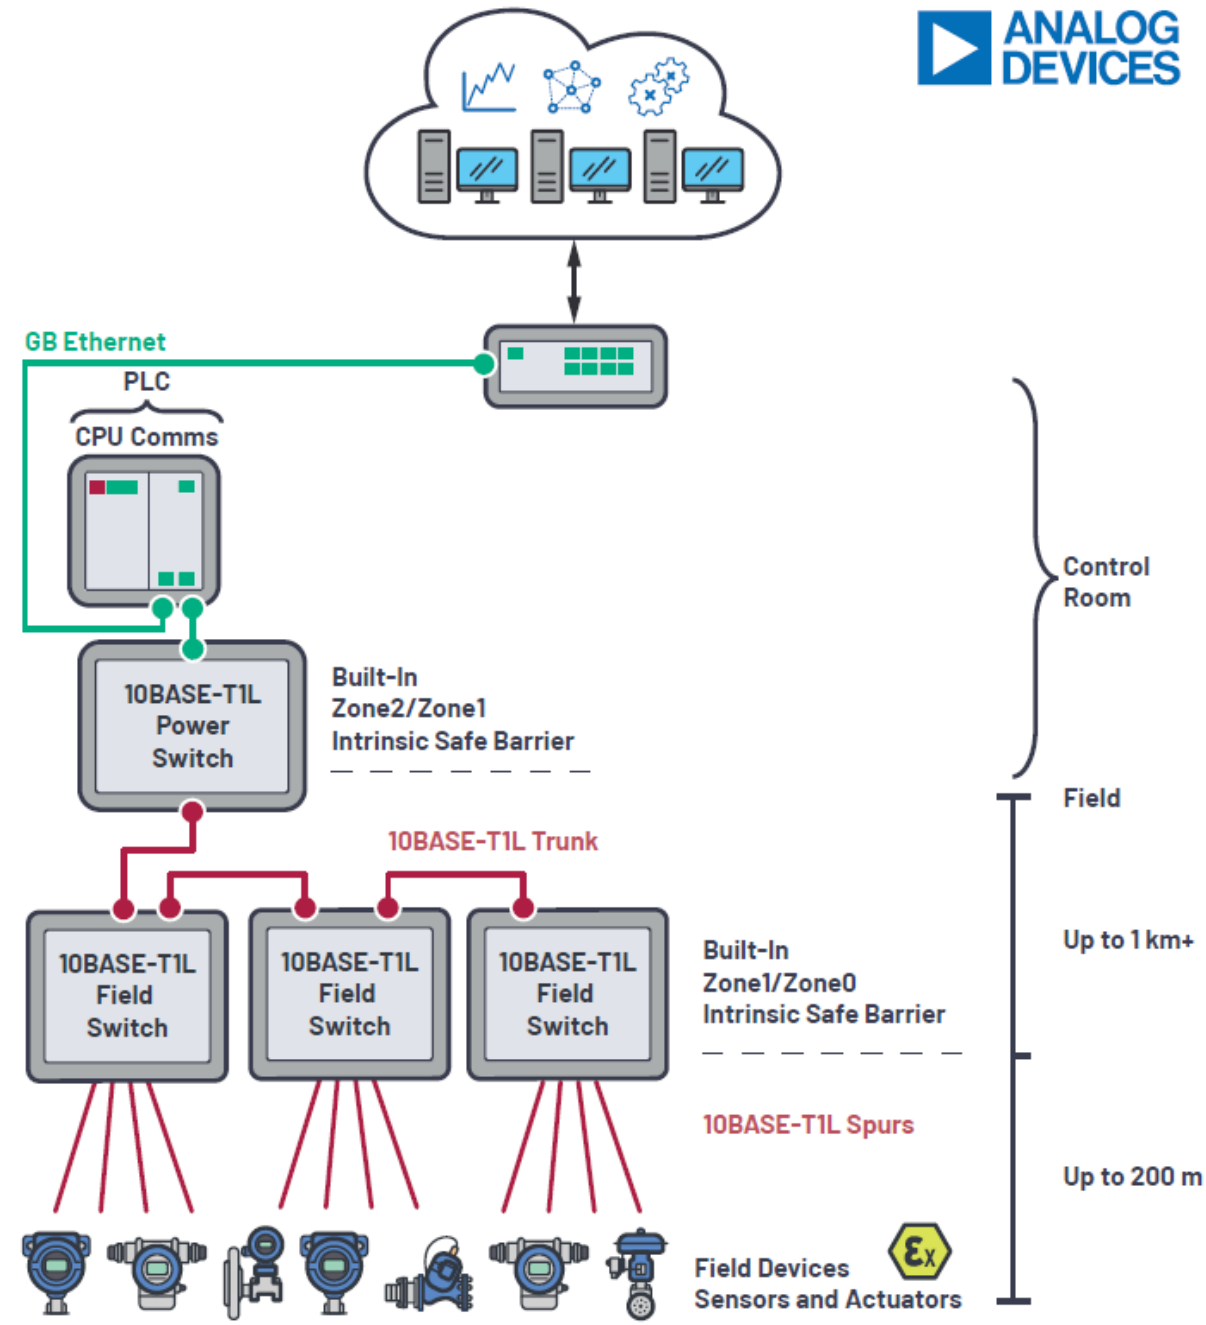 ANALOG
DEVICES
GB Ethernet
PLC
CPU Comms
Control
Room
10BASE-T1L
Power
Switch
Built-In
Zone2/Zone1
Intrinsic Safe Barrier
Field
10BASE-T1L Trunk
10BASE-T1L
Field
Switch
10BASE-T1L
Field
Switch
10BASE-T1L
Field
Switch
Built-In
Zone1/Zone0
Intrinsic Safe Barrier
Up to 1 km+
10BASE-T1L Spurs
Up to 200 m
Field Devices
Sensors and Actuators
εx